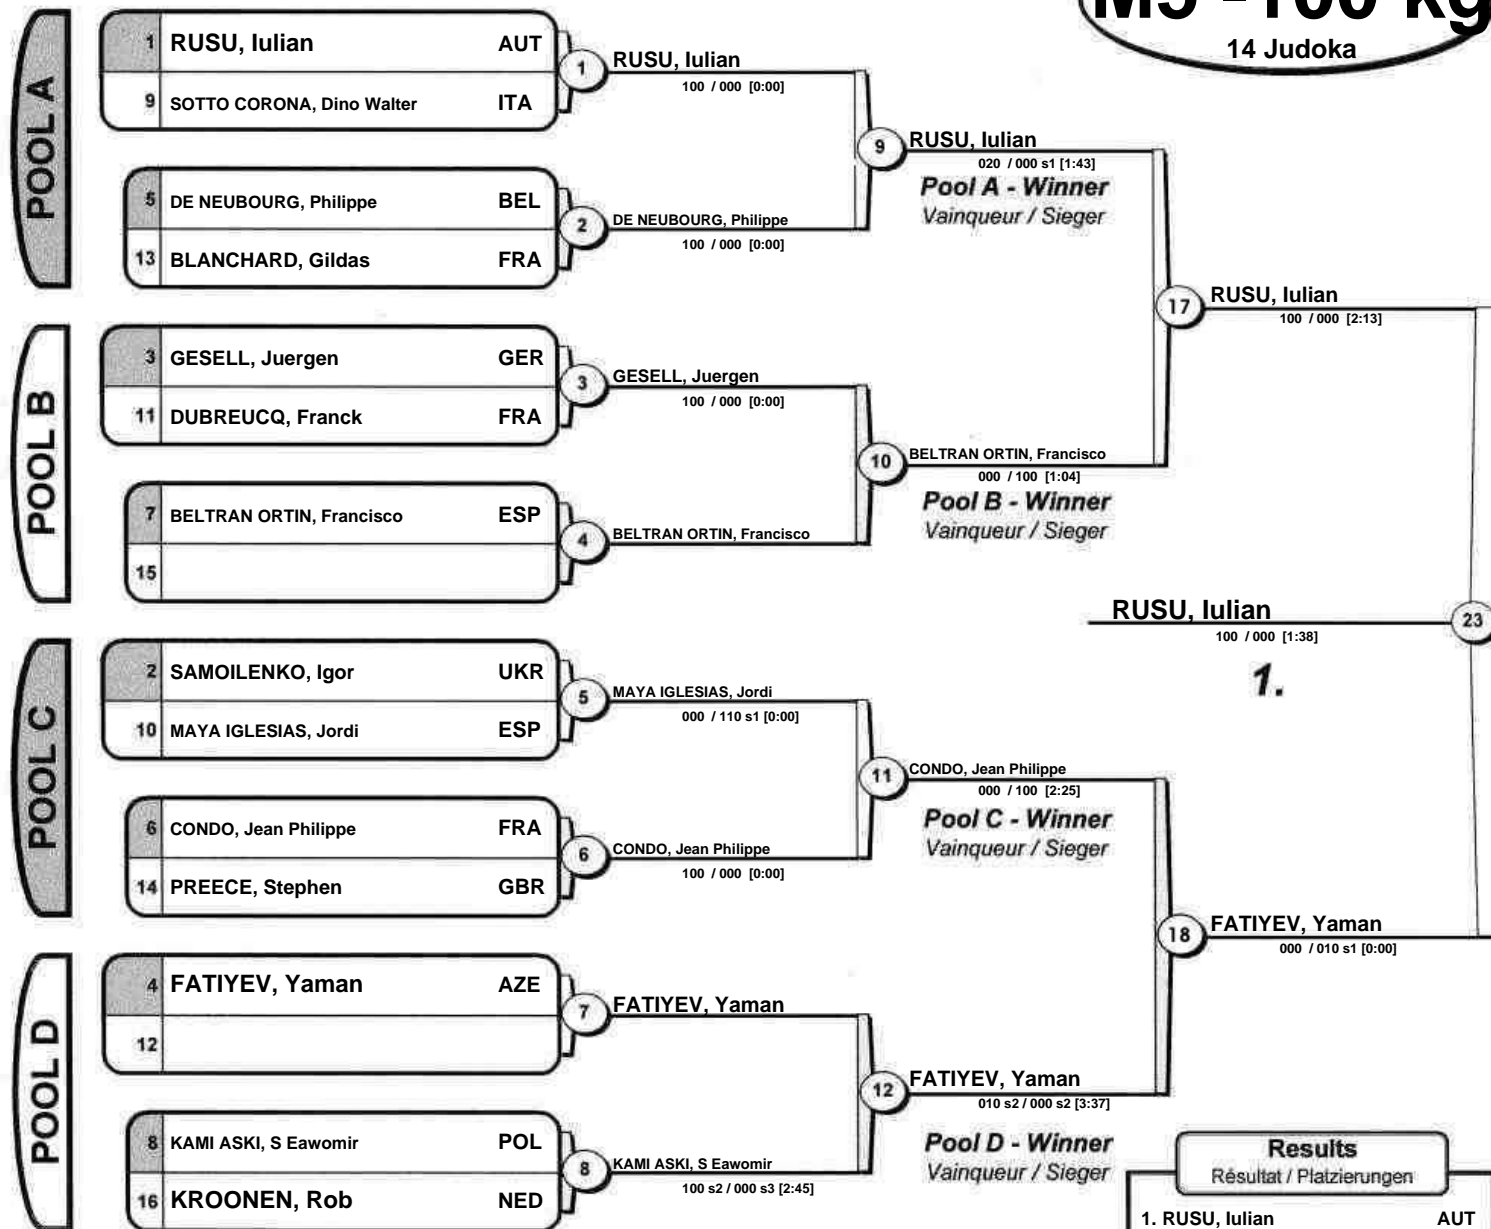 M5 -100 kg
14 Judoka
POOL A
1 RUSU, Iulian AUT
9 SOTTO CORONA, Dino Walter ITA
1
RUSU, Iulian
100 / 000 [0:00]
5 DE NEUBOURG, Philippe BEL
13 BLANCHARD, Gildas FRA
2
DE NEUBOURG, Philippe
100 / 000 [0:00]
9
RUSU, Iulian
020 / 000 s1 [1:43]
Pool A - Winner
Vainqueur / Sieger
POOL B
3 GESELL, Juergen GER
11 DUBREUCQ, Franck FRA
3
GESELL, Juergen
100 / 000 [0:00]
7 BELTRAN ORTIN, Francisco ESP
15
4
BELTRAN ORTIN, Francisco
10
BELTRAN ORTIN, Francisco
000 / 100 [1:04]
Pool B - Winner
Vainqueur / Sieger
17
RUSU, Iulian
100 / 000 [2:13]
RUSU, Iulian
23
100 / 000 [1:38]
1.
POOL C
2 SAMOILENKO, Igor UKR
10 MAYA IGLESIAS, Jordi ESP
5
MAYA IGLESIAS, Jordi
000 / 110 s1 [0:00]
6 CONDO, Jean Philippe FRA
14 PREECE, Stephen GBR
6
CONDO, Jean Philippe
100 / 000 [0:00]
11
CONDO, Jean Philippe
000 / 100 [2:25]
Pool C - Winner
Vainqueur / Sieger
POOL D
4 FATIYEV, Yaman AZE
12
7
FATIYEV, Yaman
8 KAMI ASKI, S Eawomir POL
16 KROONEN, Rob NED
8
KAMI ASKI, S Eawomir
100 s2 / 000 s3 [2:45]
12
FATIYEV, Yaman
010 s2 / 000 s2 [3:37]
Pool D - Winner
Vainqueur / Sieger
18
FATIYEV, Yaman
000 / 010 s1 [0:00]
Results
Résultat / Platzierungen
1. RUSU, Iulian AUT